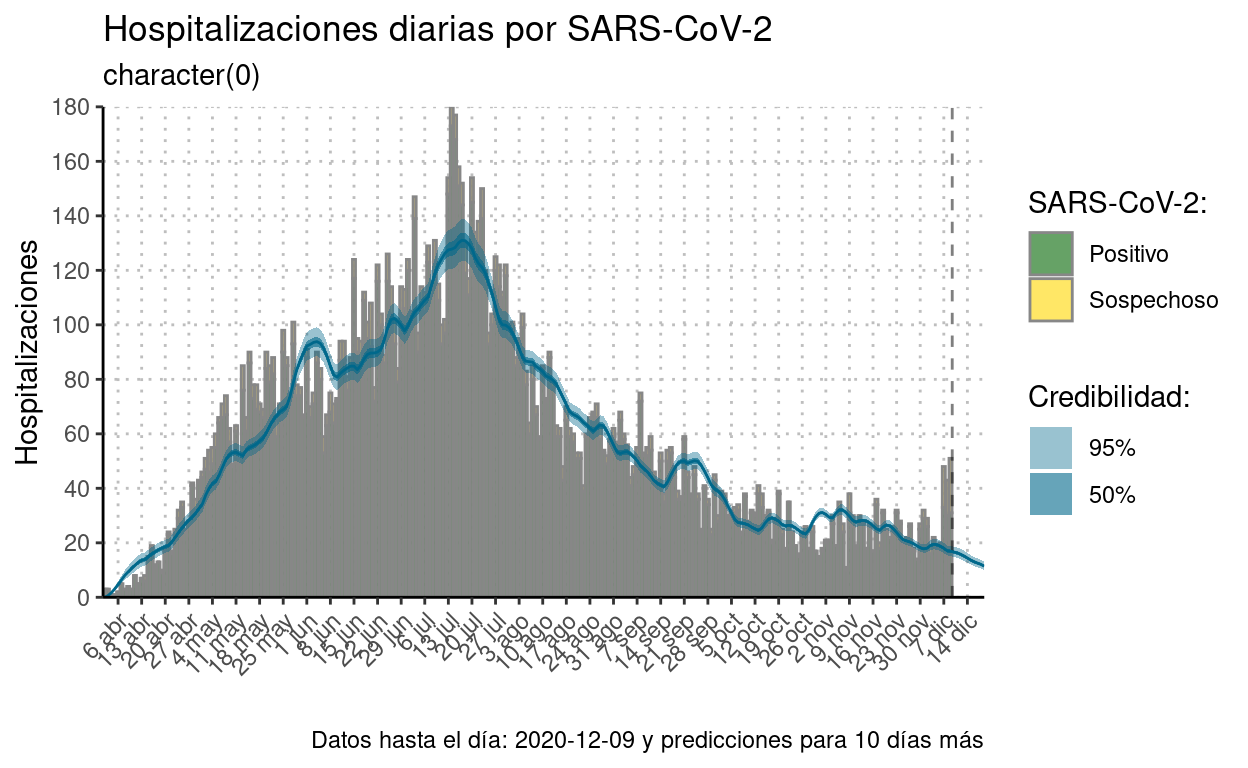 Hospitalizaciones diarias por SARS-CoV-2
character(0)
Hospitalizaciones
180
160
140
120
100
80
60
40
20
0
6 abr
13 abr
20 abr
27 abr
4 may
11 may
18 may
25 may
1 jun
8 jun
15 jun
22 jun
29 jun
6 jul
13 jul
20 jul
27 jul
3 ago
10 ago
17 ago
24 ago
31 ago
7 sep
14 sep
21 sep
28 sep
5 oct
12 oct
19 oct
26 oct
2 nov
9 nov
16 nov
23 nov
30 nov
7 dic
14 dic
SARS-CoV-2:
Positivo
Sospechoso
Credibilidad:
95%
50%
Datos hasta el día: 2020-12-09 y predicciones para 10 días más